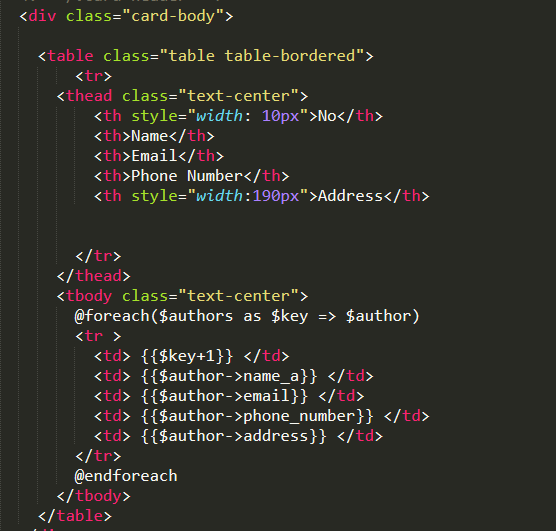 <div class="card-body">
<table class="table table-bordered">
<tr>
<thead class="text-center">
<th style="width: 10px">No</th>
<th>Name</th>
<th>Email</th>
<th>Phone Number</th>
<th style="width:190px">Address</th>
</tr>
</thead>
<tbody class="text-center">
@foreach($authors as $key => $author)
<tr >
<td> {{$key+1}} </td>
<td> {{$author->name_a}} </td>
<td> {{$author->email}} </td>
<td> {{$author->phone_number}} </td>
<td> {{$author->address}} </td>
</tr>
@endforeach
</tbody>
</table>